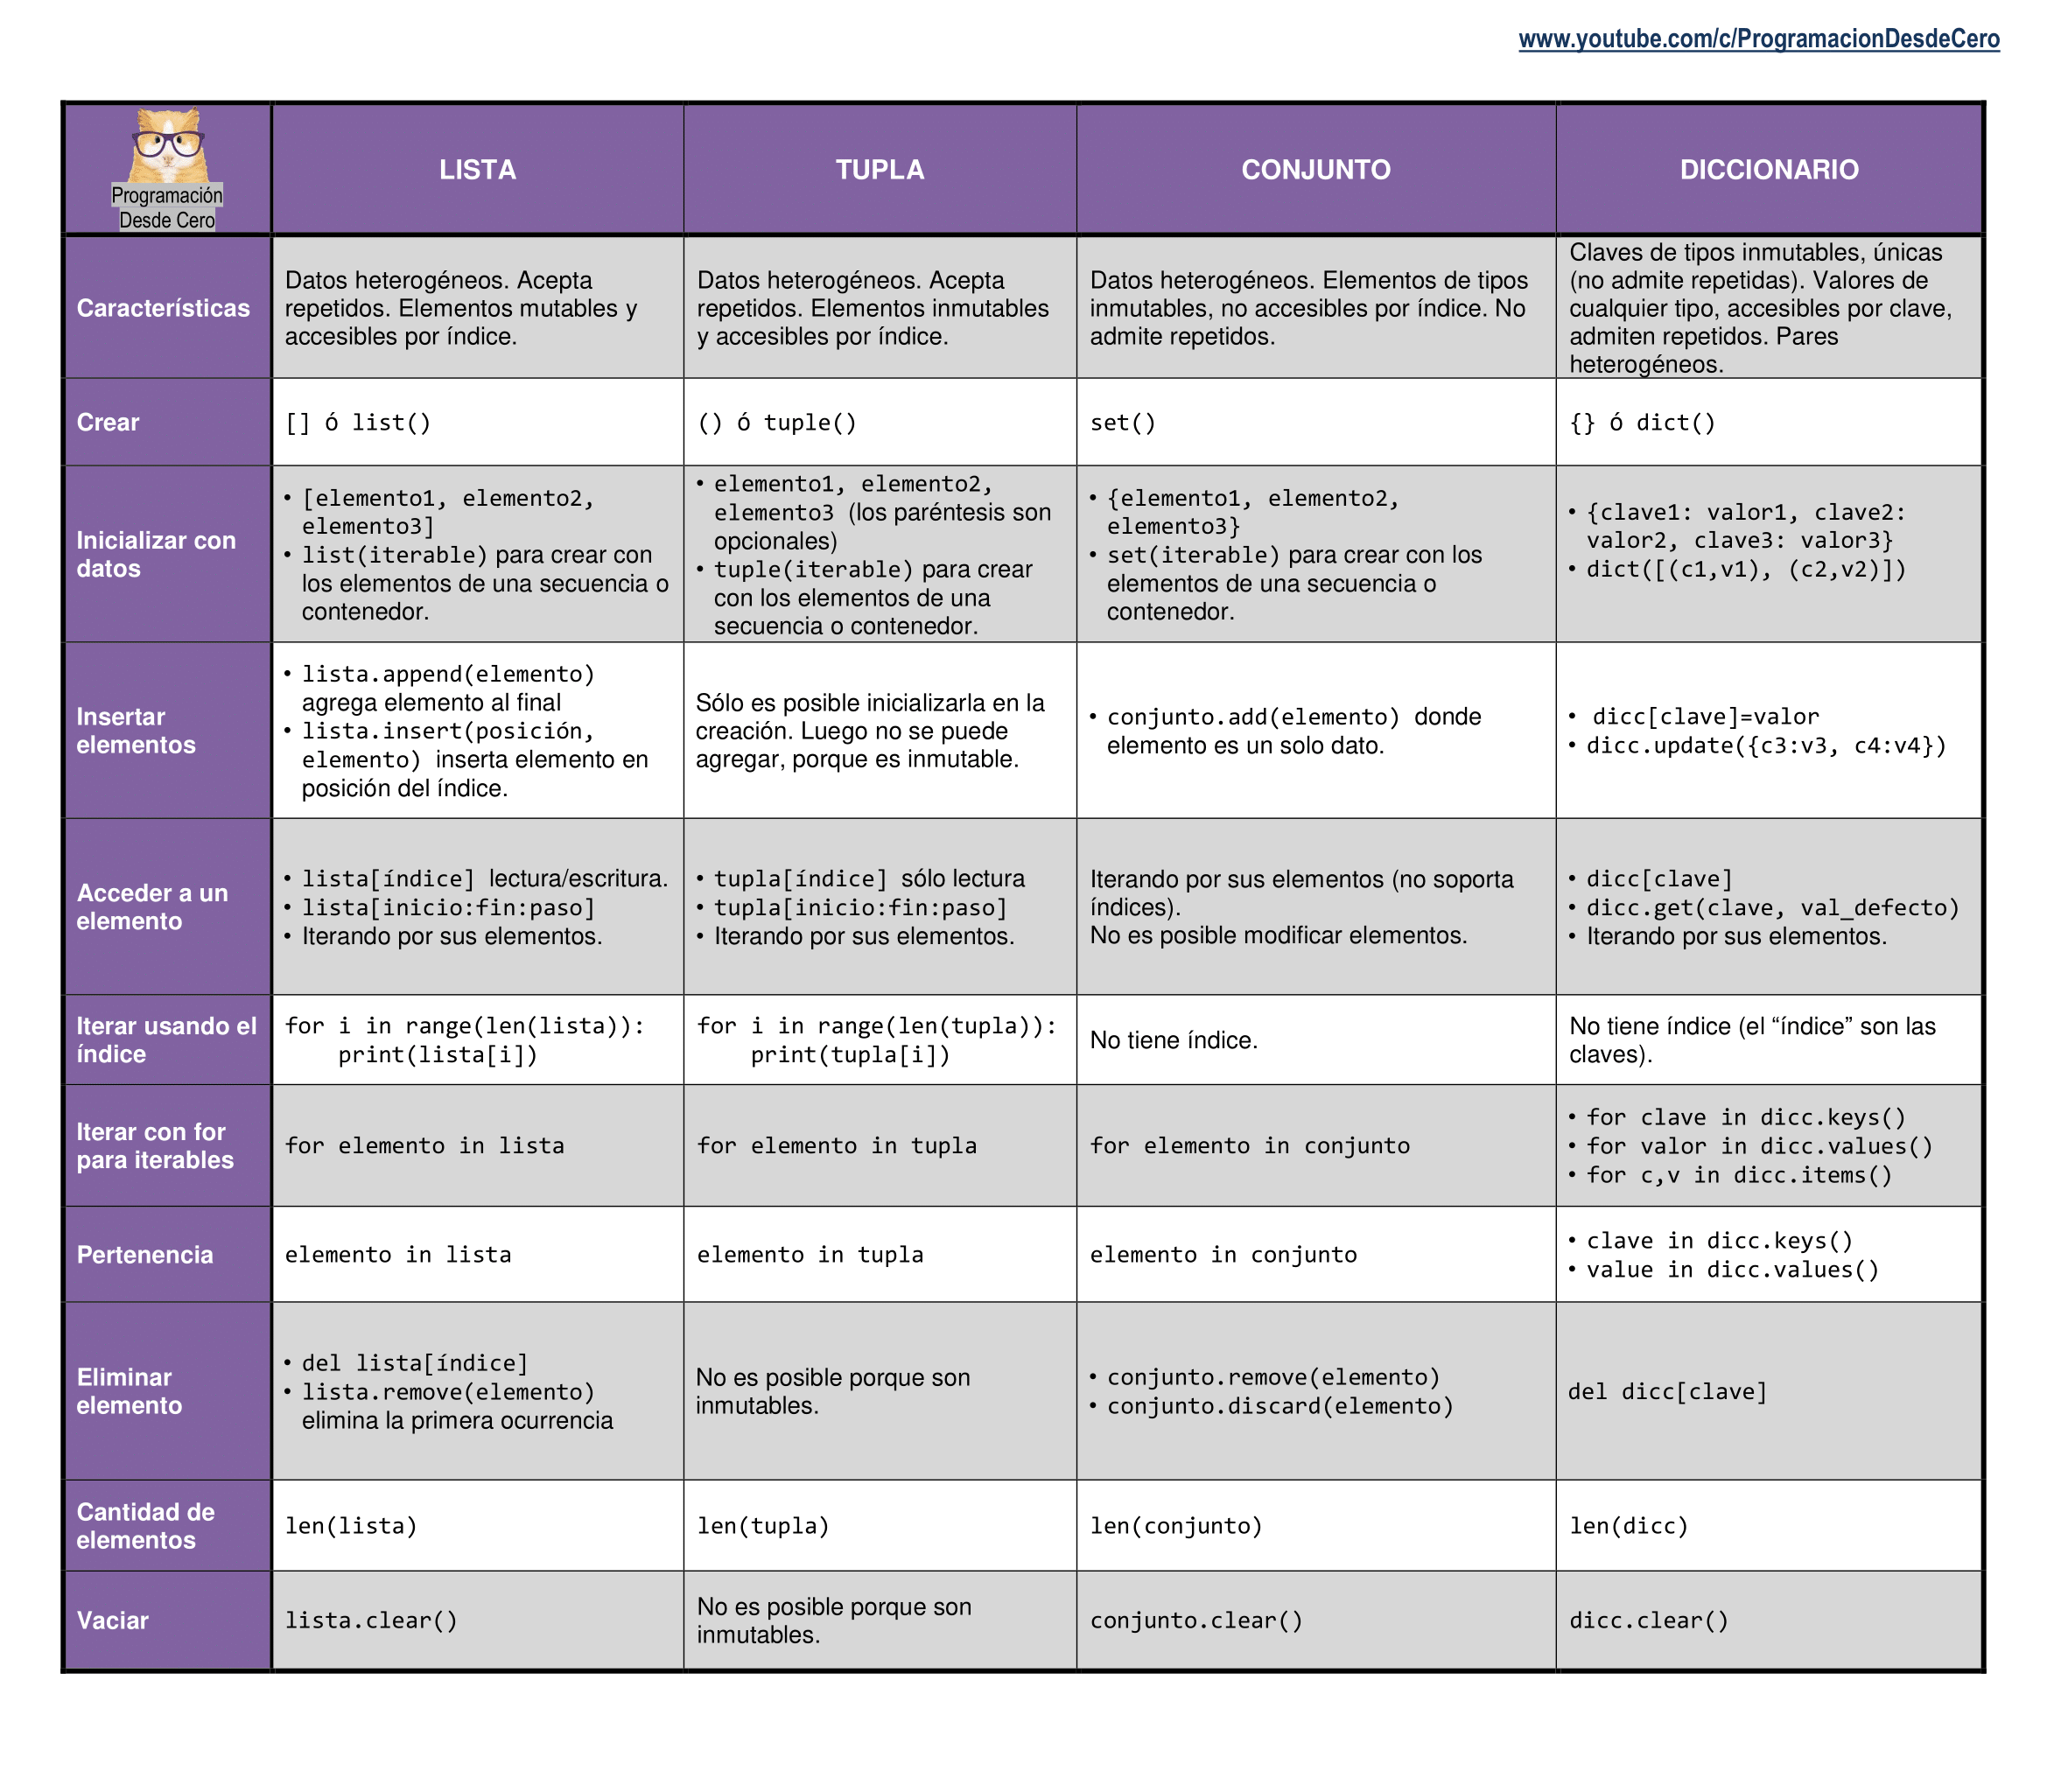 www.youtube.com/c/ProgramacionDesdeCero
Programación
Desde Cero
LISTA
TUPLA
CONJUNTO
DICCIONARIO
Características
Datos heterogéneos. Acepta
repetidos. Elementos mutables y
accesibles por índice.
Datos heterogéneos. Acepta
repetidos. Elementos inmutables
y accesibles por índice.
Datos heterogéneos. Elementos de tipos
inmutables, no accesibles por índice. No
admite repetidos.
Claves de tipos inmutables, únicas
(no admite repetidas). Valores de
cualquier tipo, accesibles por clave,
admiten repetidos. Pares
heterogéneos.
Crear
[] ó list()
() ó tuple()
set()
{} ó dict()
Inicializar con
datos
• [elemento1, elemento2,
elemento3]
• list(iterable) para crear con
los elementos de una secuencia o
contenedor.
• elemento1, elemento2,
elemento3 (los paréntesis son
opcionales)
• tuple(iterable) para crear
con los elementos de una
secuencia o contenedor.
• {elemento1, elemento2,
elemento3}
• set(iterable) para crear con los
elementos de una secuencia o
contenedor.
• {clave1: valor1, clave2:
valor2, clave3: valor3}
• dict([(c1,v1), (c2,v2)])
Insertar
elementos
• lista.append(elemento)
agrega elemento al final
• lista.insert(posición,
elemento) inserta elemento en
posición del índice.
Sólo es posible inicializarla en la
creación. Luego no se puede
agregar, porque es inmutable.
• conjunto.add(elemento) donde
elemento es un solo dato.
• dicc[clave]=valor
• dicc.update({c3:v3, c4:v4})
Acceder a un
elemento
• lista[índice] lectura/escritura.
• lista[inicio:fin:paso]
• Iterando por sus elementos.
• tupla[índice] sólo lectura
• tupla[inicio:fin:paso]
• Iterando por sus elementos.
Iterando por sus elementos (no soporta
índices).
No es posible modificar elementos.
• dicc[clave]
• dicc.get(clave, val_defecto)
• Iterando por sus elementos.
Iterar usando el
índice
for i in range(len(lista)):
print(lista[i])
for i in range(len(tupla)):
print(tupla[i])
No tiene índice.
No tiene índice (el “índice” son las
claves).
Iterar con for
para iterables
for elemento in lista
for elemento in tupla
for elemento in conjunto
• for clave in dicc.keys()
• for valor in dicc.values()
• for c,v in dicc.items()
Pertenencia
elemento in lista
elemento in tupla
elemento in conjunto
• clave in dicc.keys()
• value in dicc.values()
Eliminar
elemento
• del lista[índice]
• lista.remove(elemento)
elimina la primera ocurrencia
No es posible porque son
inmutables.
• conjunto.remove(elemento)
• conjunto.discard(elemento)
del dicc[clave]
Cantidad de
elementos
len(lista)
len(tupla)
len(conjunto)
len(dicc)
Vaciar
lista.clear()
No es posible porque son
inmutables.
conjunto.clear()
dicc.clear()